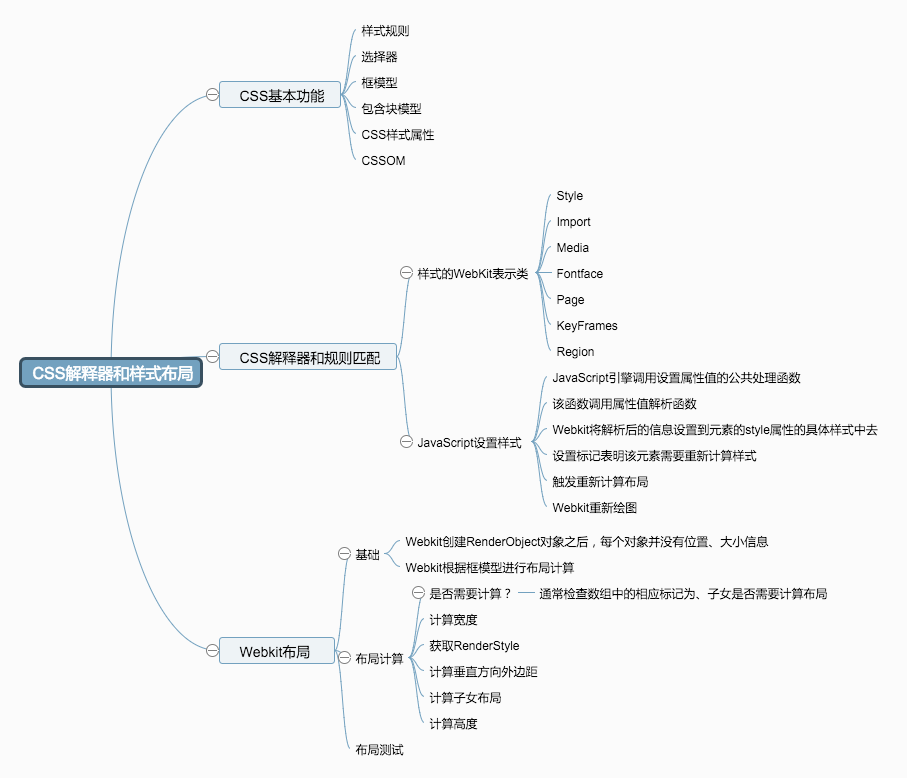 CSS解释器和样式布局
CSS基本功能
样式规则
选择器
框模型
包含块模型
CSS样式属性
CSSOM
CSS解释器和规则匹配
样式的WebKit表示类
Style
Import
Media
Fontface
Page
KeyFrames
Region
JavaScript设置样式
JavaScript引擎调用设置属性值的公共处理函数
该函数调用属性值解析函数
Webkit将解析后的信息设置到元素的style属性的具体样式中去
设置标记表明该元素需要重新计算样式
触发重新计算布局
Webkit重新绘图
Webkit布局
基础
Webkit创建RenderObject对象之后，每个对象并没有位置、大小信息
Webkit根据框模型进行布局计算
布局计算
是否需要计算？
通常检查数组中的相应标记为、子女是否需要计算布局
计算宽度
获取RenderStyle
计算垂直方向外边距
计算子女布局
计算高度
布局测试